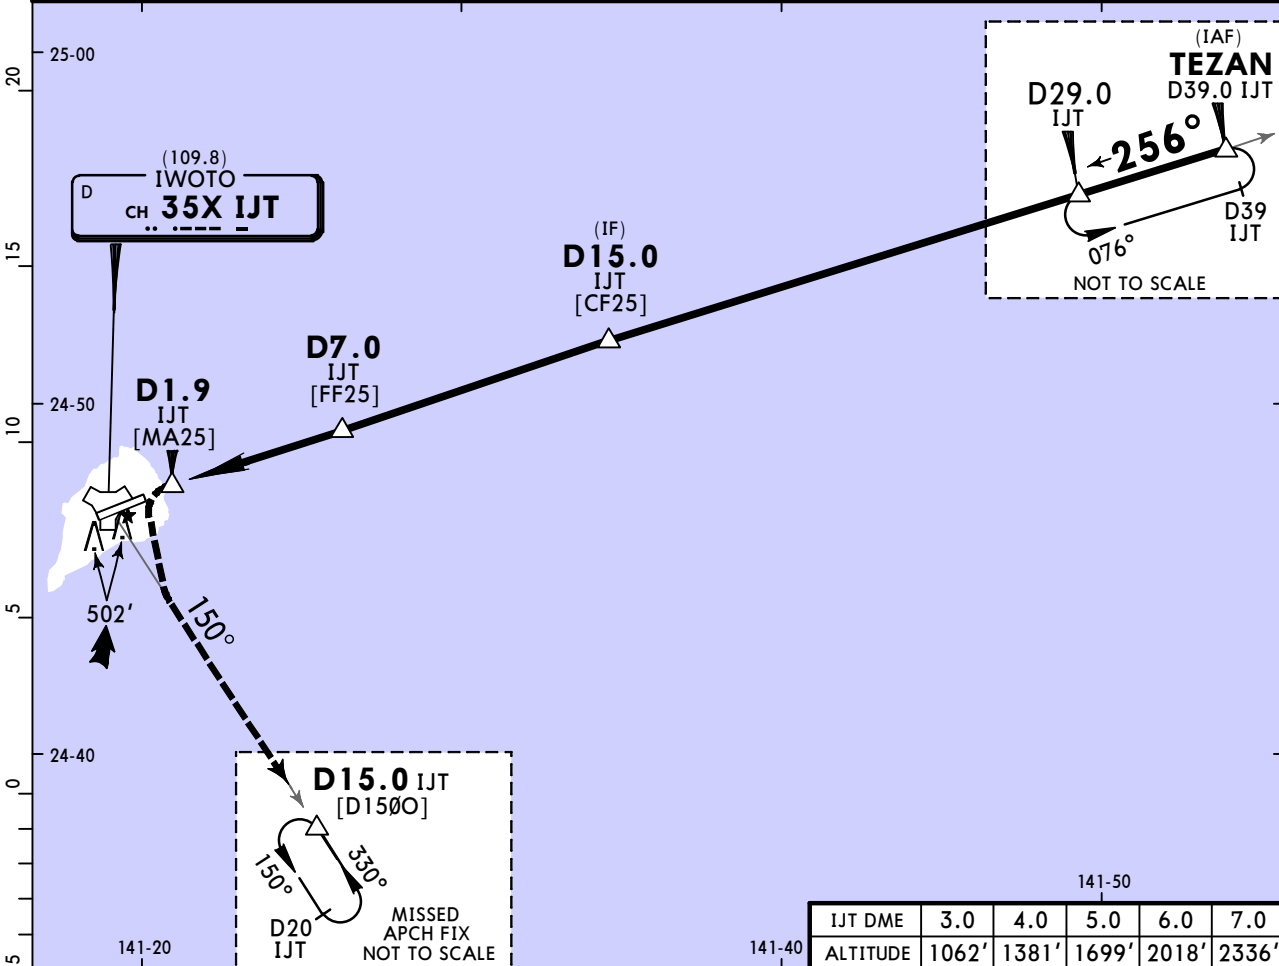 25-00
20
(IAF)
TEZAN
D39.0 IJT
D29.0
IJT
256°
D39
IJT
076°
NOT TO SCALE
(109.8)
IWOTO
D
CH 35X IJT
(IF)
D15.0
IJT
[CF25]
15
D7.0
IJT
[FF25]
D1.9
IJT
[MA25]
24-50
10
502'
150°
5
24-40
0
D15.0 IJT
[D150O]
150°
330°
D20
IJT
MISSED
APCH FIX
NOT TO SCALE
5
141-20
141-40
141-50
IJT DME 3.0 4.0 5.0 6.0 7.0
ALTITUDE 1062' 1381' 1699' 2018' 2336'